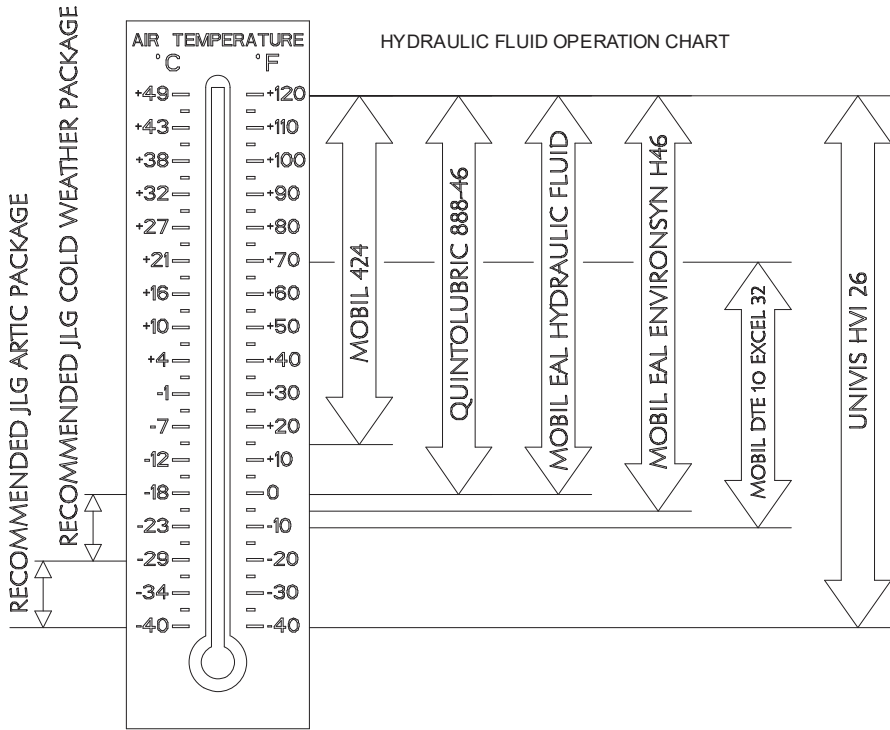 HYDRAULIC FLUID OPERATION CHART
AIR TEMPERATURE
°C °F
+49 +120
+43 +110
+38 +100
+32 +90
+27 +80
+21 +70
+16 +60
+10 +50
+4 +40
-1 +30
-7 +20
-12 +10
-18 0
-23 -10
-29 -20
-34 -30
-40 -40
RECOMMENDED JLG ARTIC PACKAGE
RECOMMENDED JLG COLD WEATHER PACKAGE
MOBIL 424
QUINTOLUBRIC 888-46
MOBIL EAL HYDRAULIC FLUID
MOBIL EAL ENVIRONSYN H46
MOBIL DTE 10 EXCEL 32
UNIVIS HVI 26